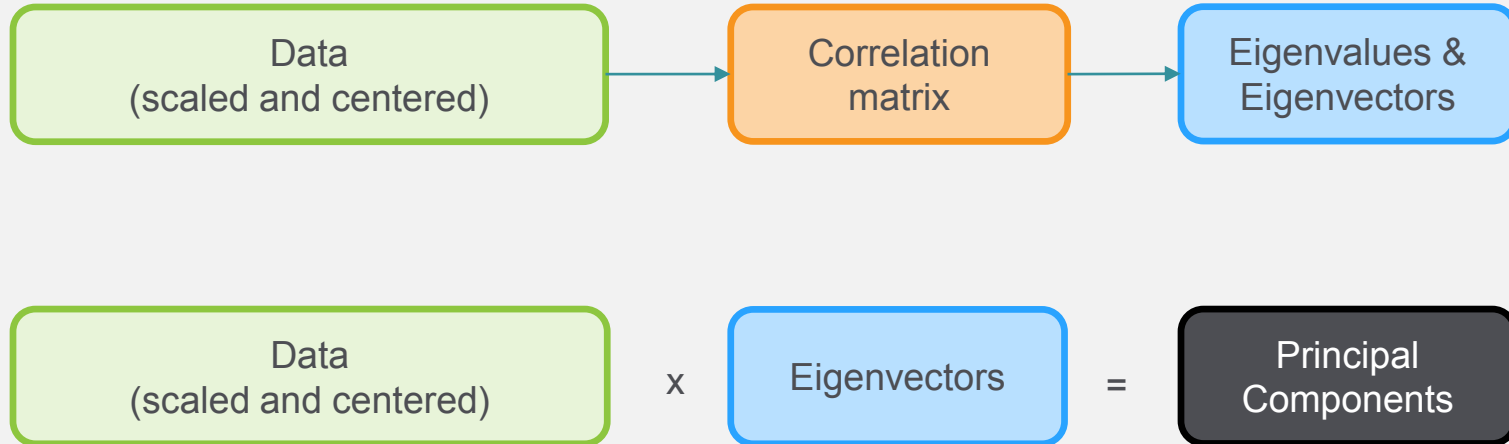 Data
(scaled and centered)
Correlation
matrix
Eigenvalues &
Eigenvectors
Data
(scaled and centered)
x
Eigenvectors
=
Principal
Components